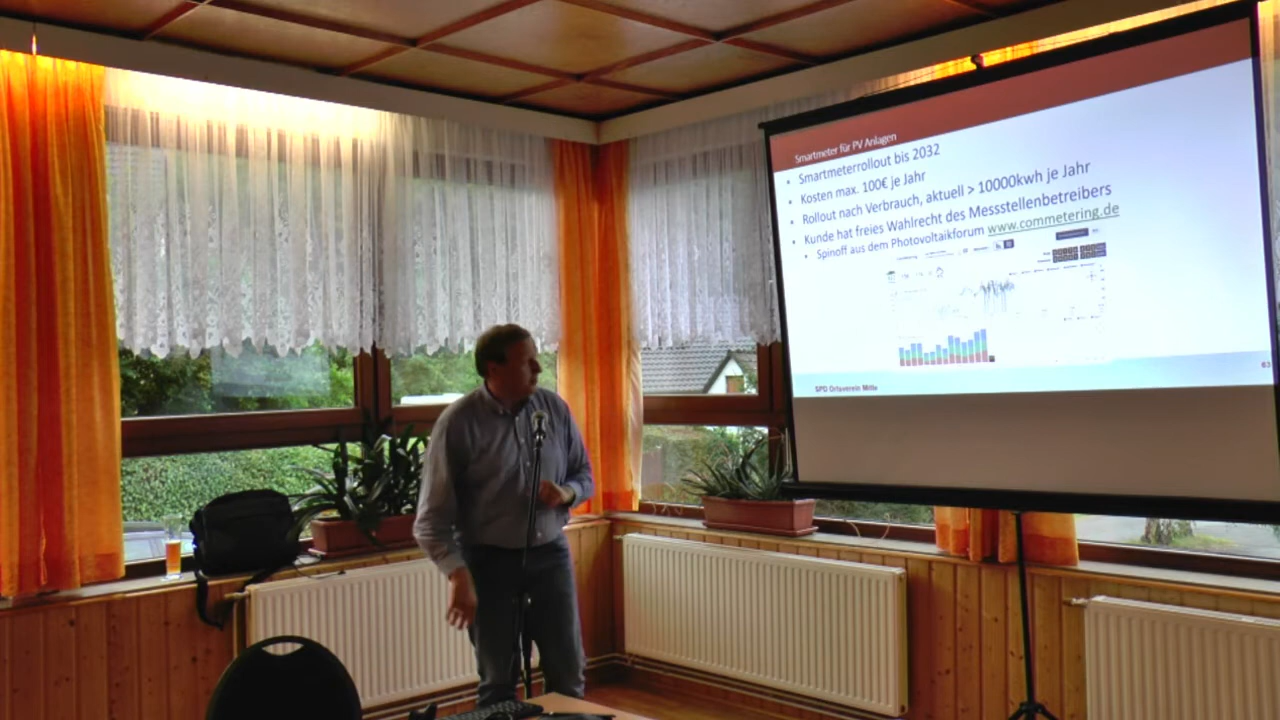 Smartmeter für PV Anlagen
• Smartmeterrollout bis 2032
• Kosten max. 100€ je Jahr
• Rollout nach Verbrauch, aktuell > 10000kwh je Jahr
• Kunde hat freies Wahlrecht des Messstellenbetreibers
• Spinoff aus dem Photovoltaikforum www.commetering.de
SPD Ortsverein Mitte
63